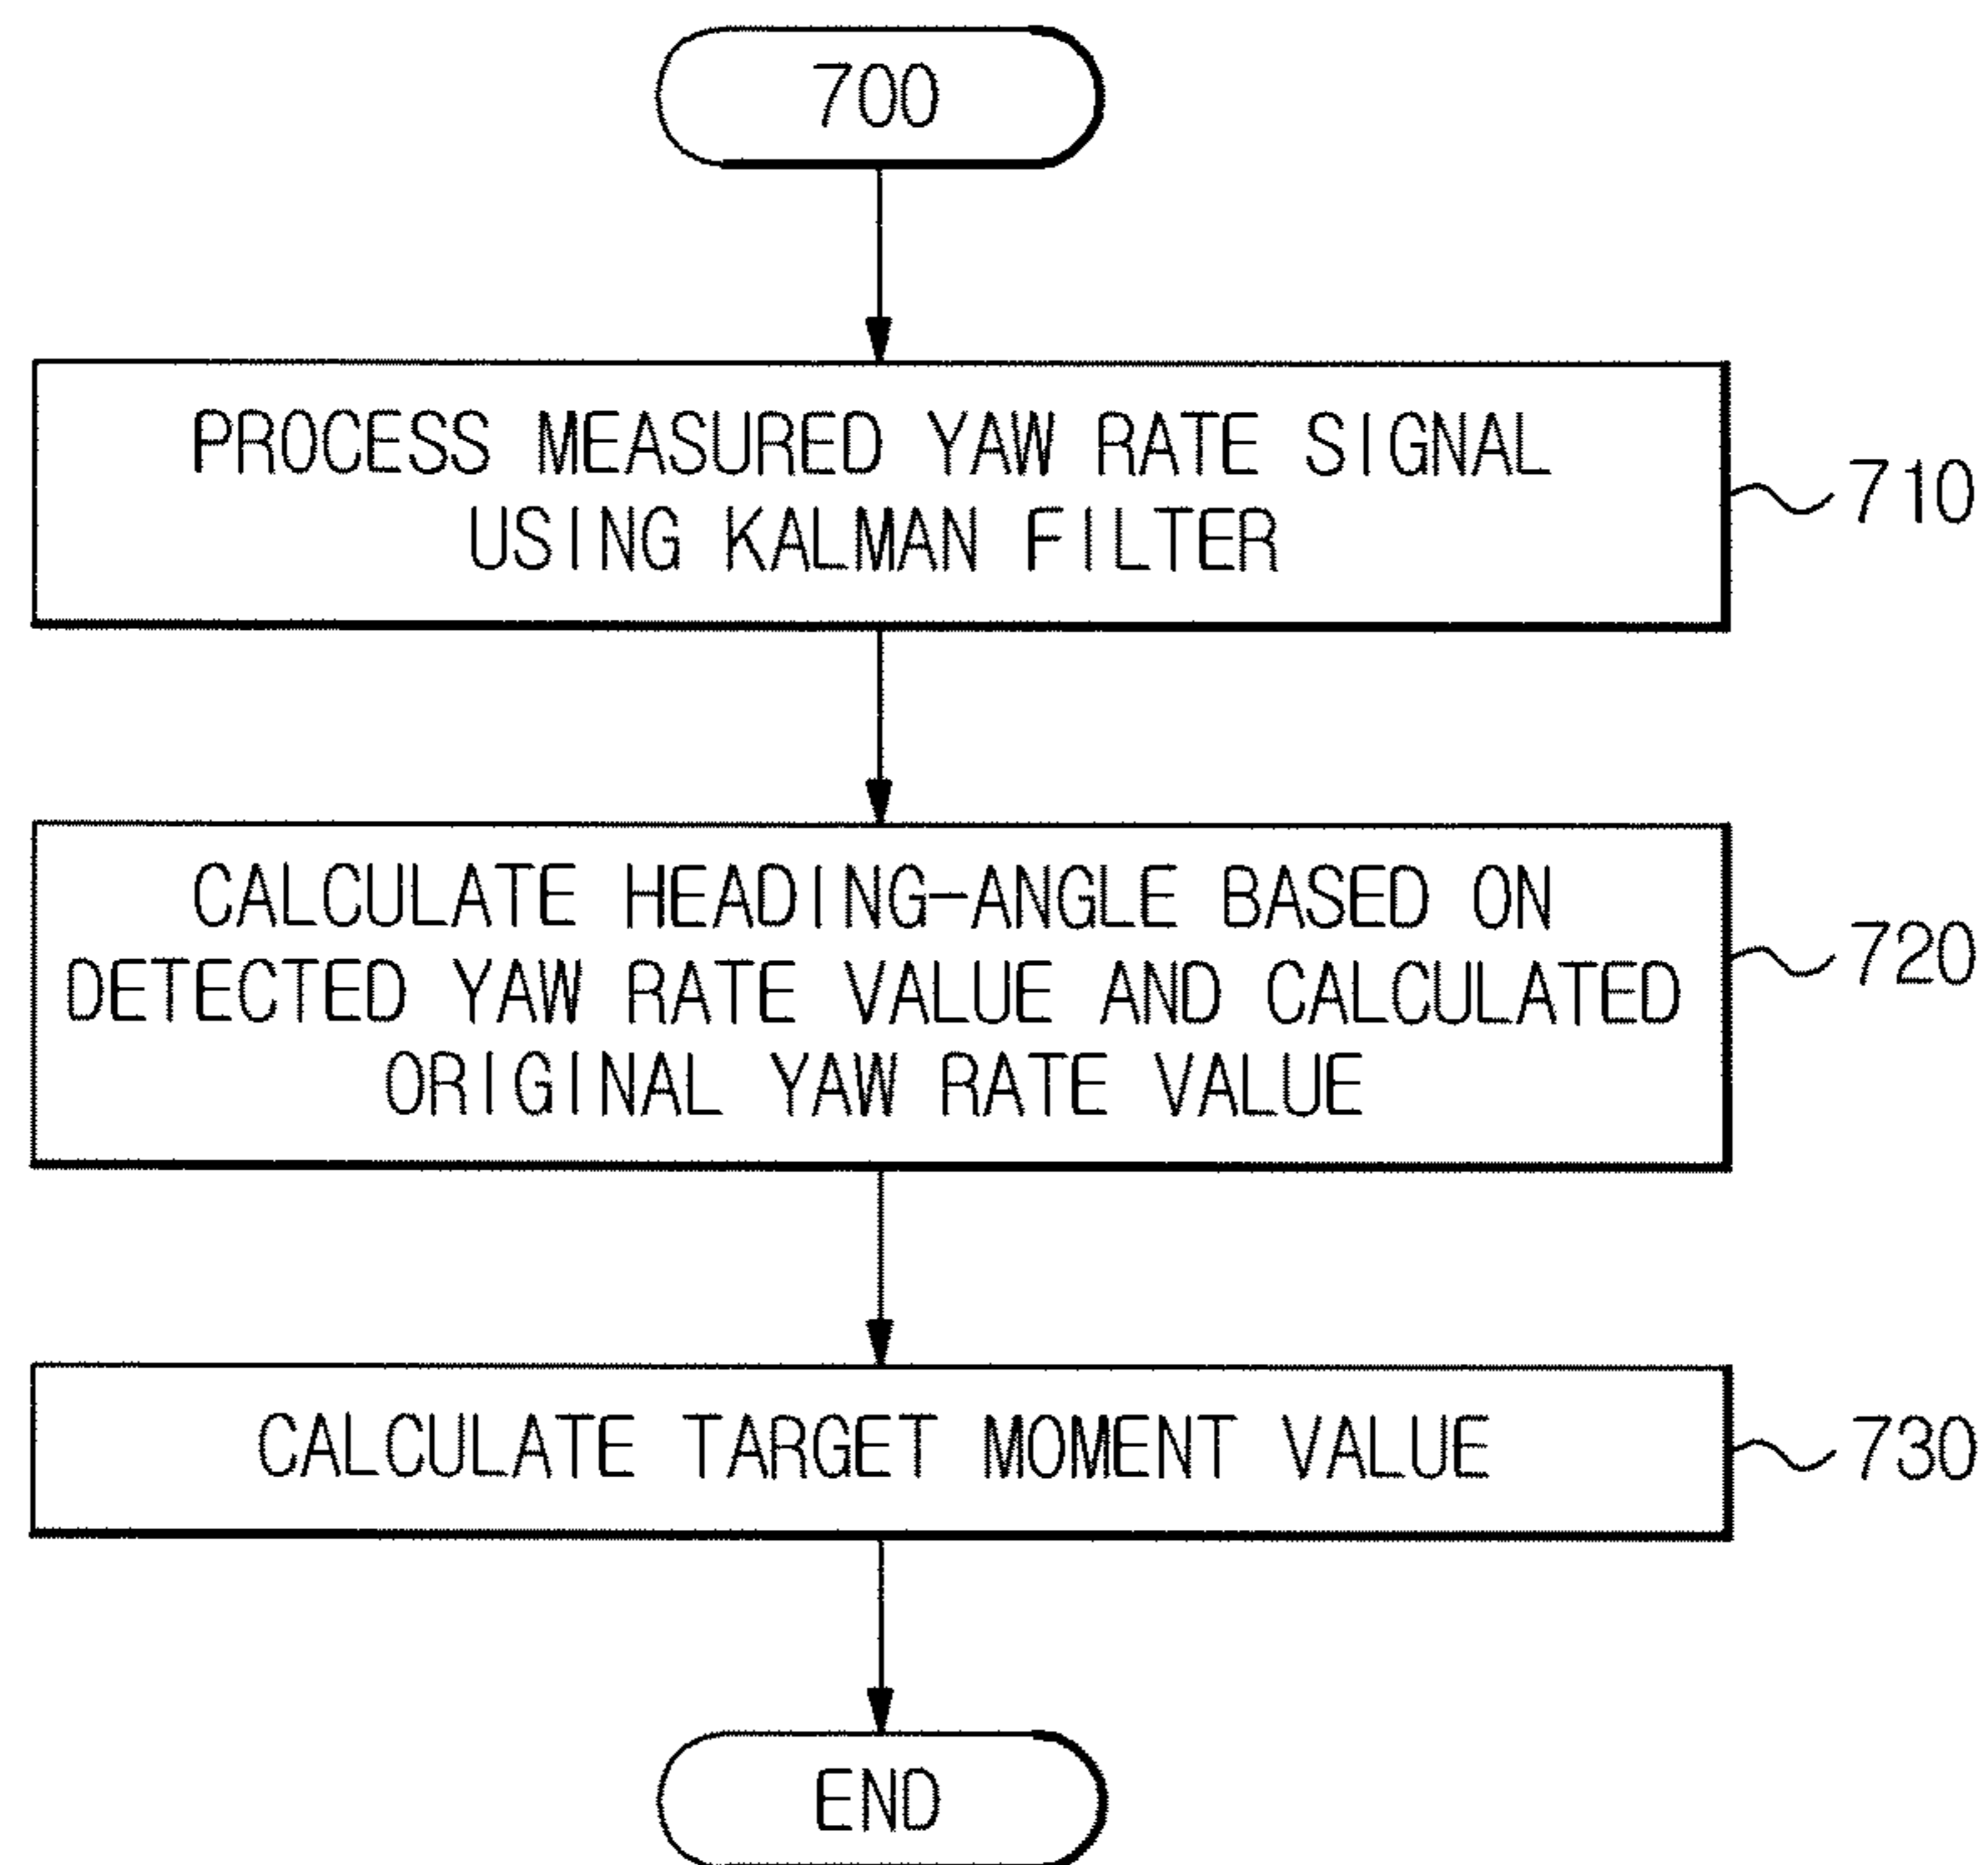 700
PROCESS MEASURED YAW RATE SIGNAL
USING KALMAN FILTER
710
CALCULATE HEADING-ANGLE BASED ON
DETECTED YAW RATE VALUE AND CALCULATED
ORIGINAL YAW RATE VALUE
720
CALCULATE TARGET MOMENT VALUE
730
END